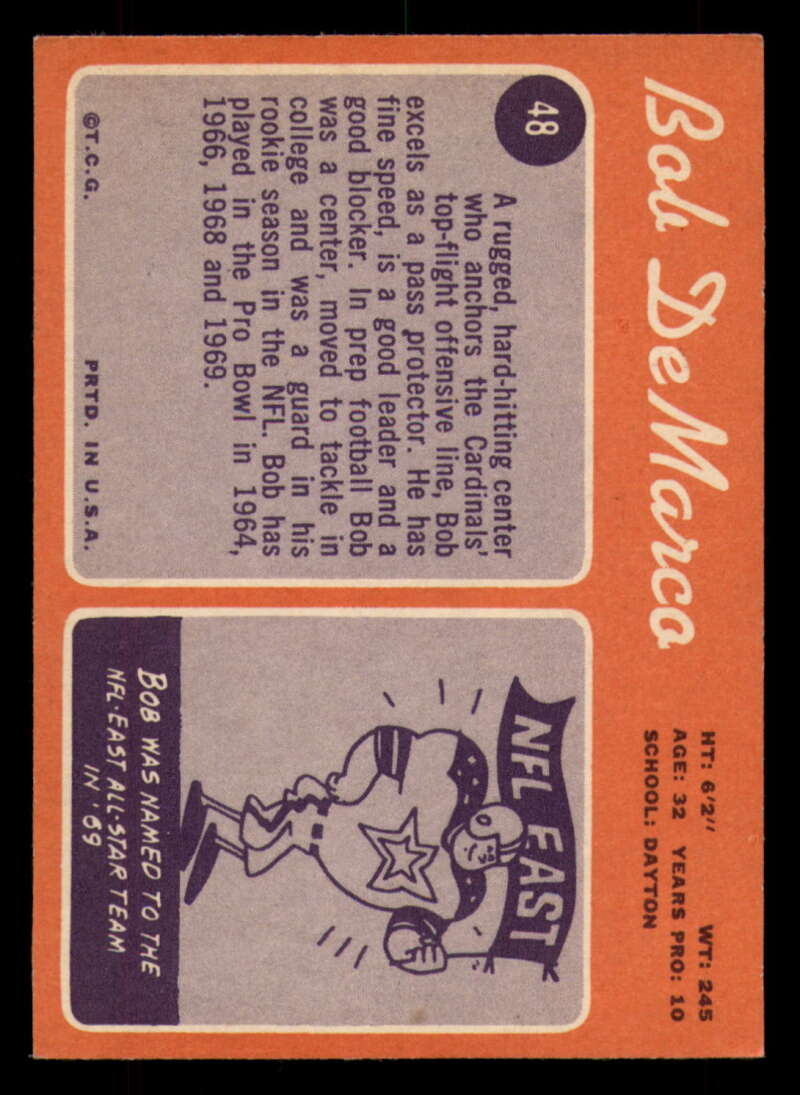 Bob DeMarco
HT: 6'2" WT: 245
AGE: 32 YEARS PRO: 10
SCHOOL: DAYTON
48
A rugged, hard-hitting center
who anchors the Cardinals'
top-flight offensive line, Bob
excels as a pass protector. He has
fine speed, is a good leader and a
good blocker. In prep football Bob
was a center, moved to tackle in
college and was a guard in his
rookie season in the NFL. Bob has
played in the Pro Bowl in 1964,
1966, 1968 and 1969.
©T.C.G. PRTD. IN U.S.A.
NFL EAST
BOB WAS NAMED TO THE
NFL-EAST ALL-STAR TEAM
IN '69